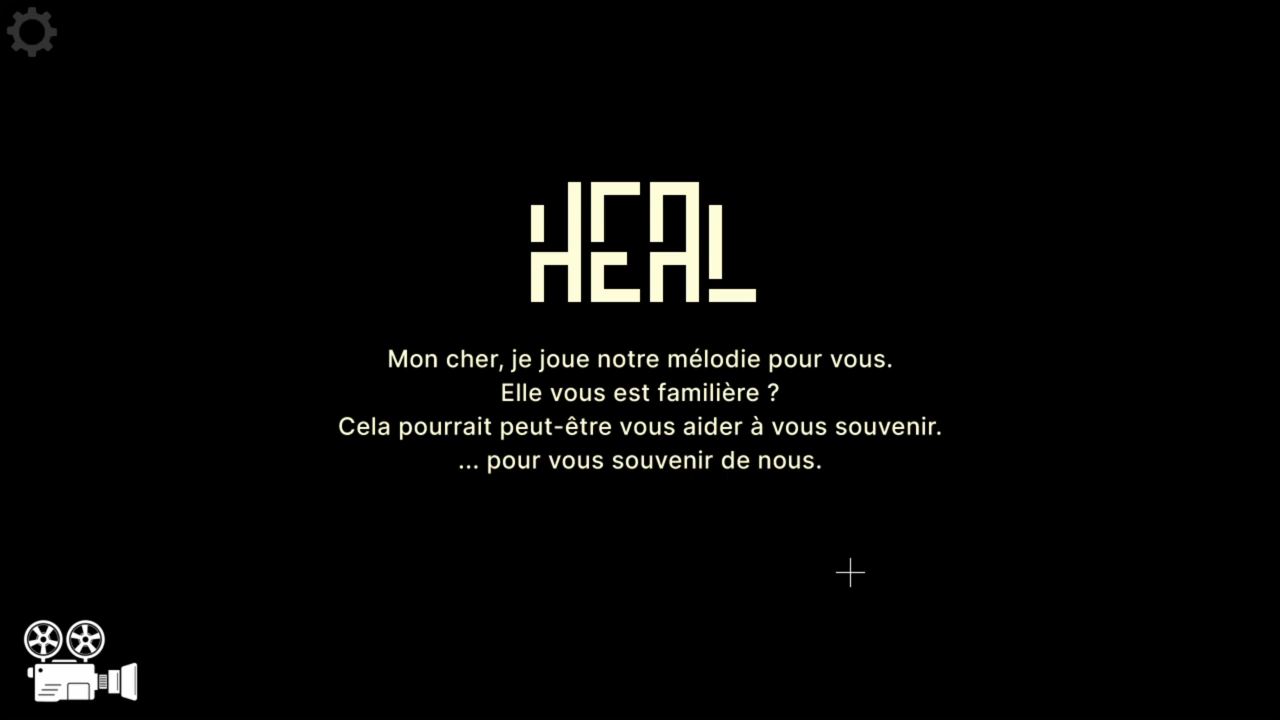 HEAL
Mon cher, je joue notre mélodie pour vous.
Elle vous est familière ?
Cela pourrait peut-être vous aider à vous souvenir.
... pour vous souvenir de nous.